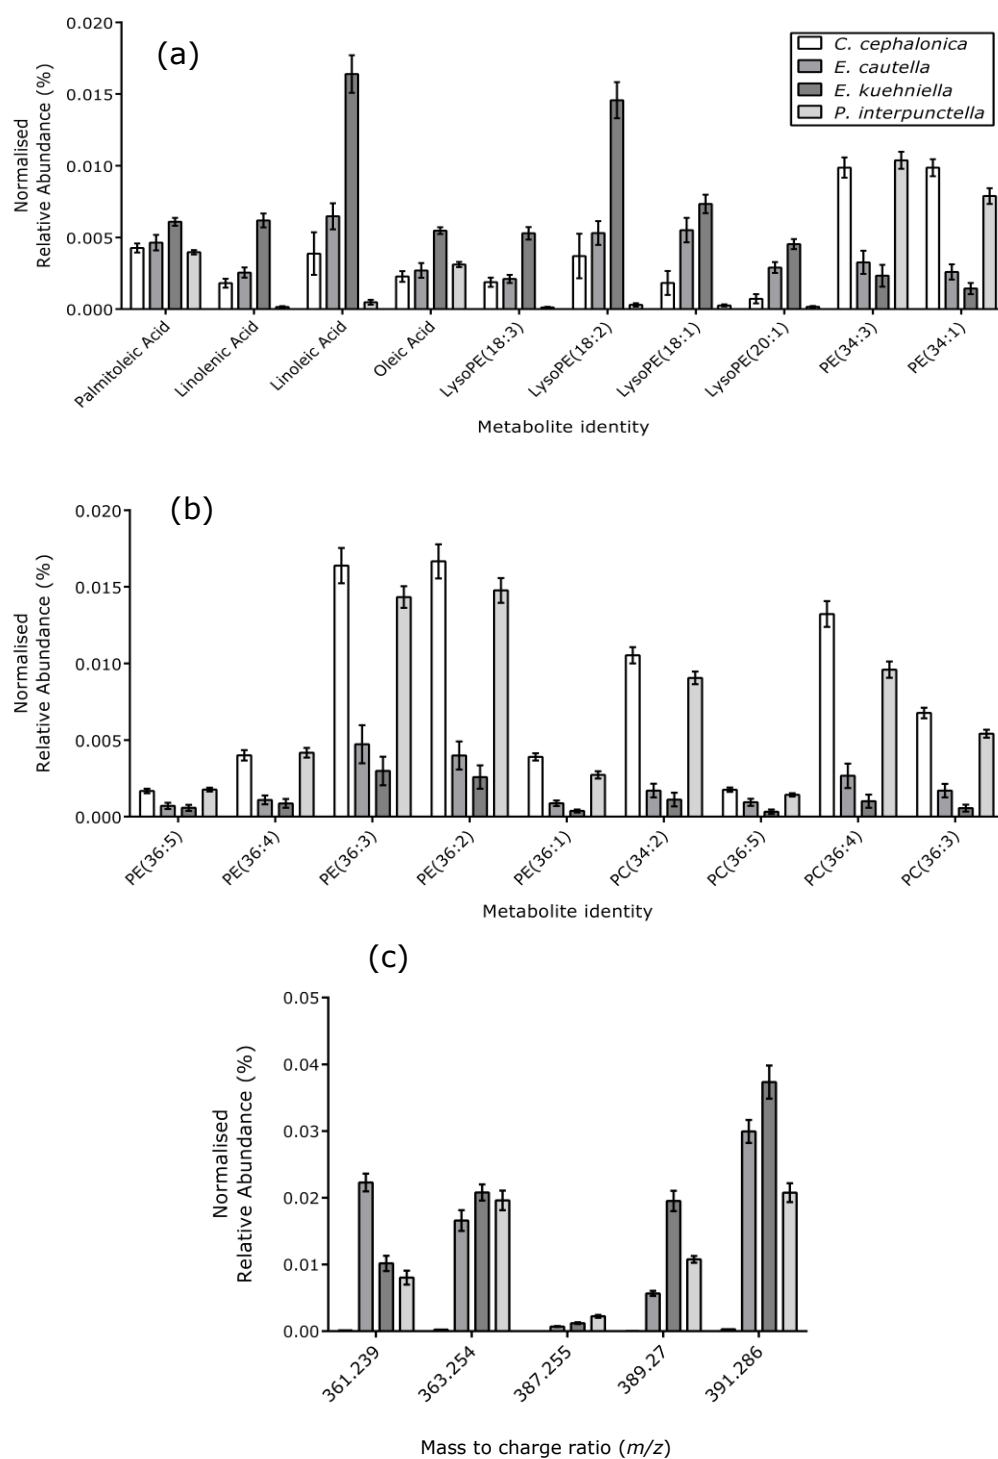 (a)
C. cephalonica
E. cautella
E. kuehniella
P. interpunctella
Normalised
Relative Abundance (%)
0.020
0.015
0.010
0.005
0.000
Palmitoleic Acid
Linolenic Acid
Linoleic Acid
Oleic Acid
LysoPE(18:3)
LysoPE(18:2)
LysoPE(18:1)
LysoPE(20:1)
PE(34:3)
PE(34:1)
Metabolite identity
(b)
Normalised
Relative Abundance (%)
0.020
0.015
0.010
0.005
0.000
PE(36:5)
PE(36:4)
PE(36:3)
PE(36:2)
PE(36:1)
PC(34:2)
PC(36:5)
PC(36:4)
PC(36:3)
Metabolite identity
(c)
Normalised
Relative Abundance (%)
0.05
0.04
0.03
0.02
0.01
0.00
361.239
363.254
387.255
389.27
391.286
Mass to charge ratio (m/z)